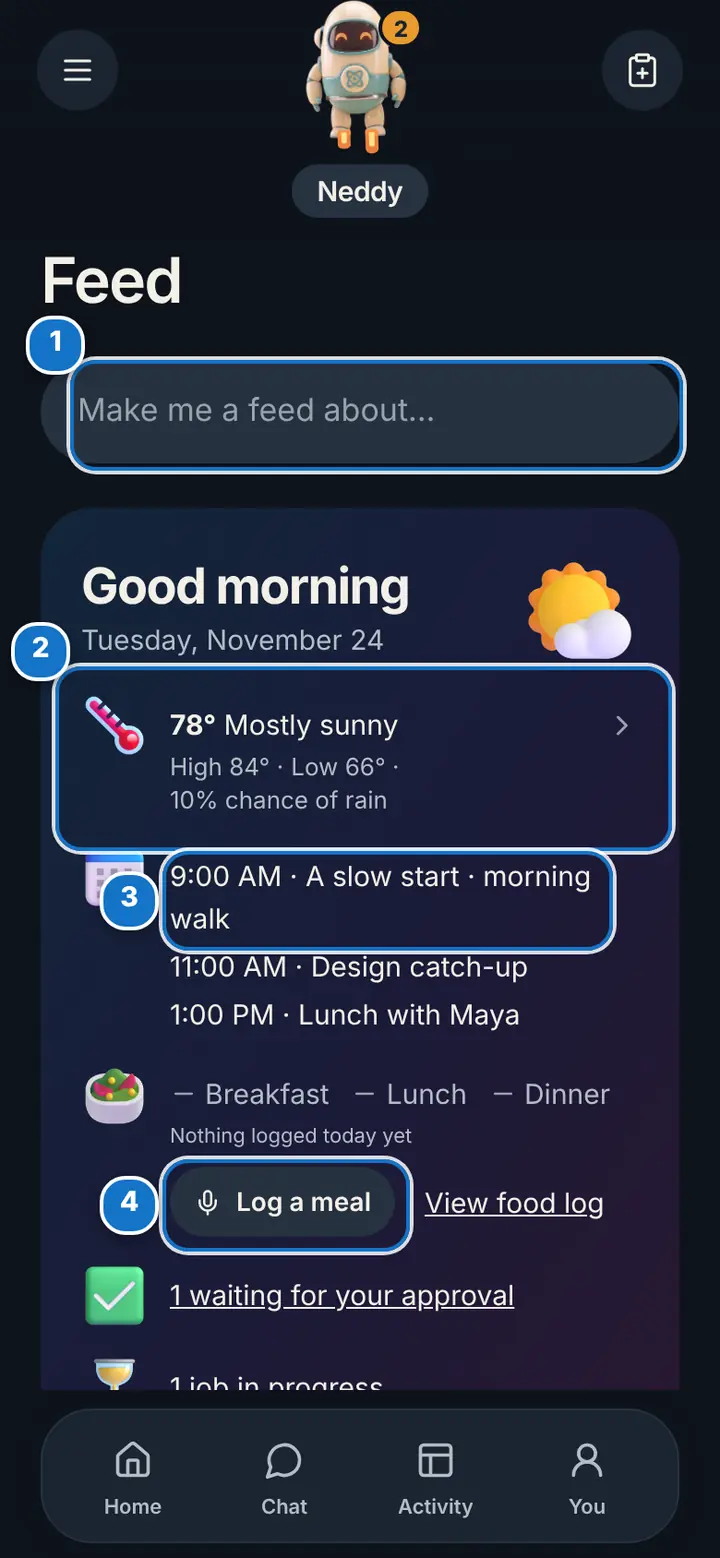 2
Neddy
Feed
1
Make me a feed about...
Good morning
2
Tuesday, November 24
78° Mostly sunny
High 84° · Low 66° ·
10% chance of rain
3
9:00 AM · A slow start · morning
walk
11:00 AM · Design catch-up
1:00 PM · Lunch with Maya
– Breakfast – Lunch – Dinner
Nothing logged today yet
4
Log a meal View food log
1 waiting for your approval
1 job in progress
Home Chat Activity You